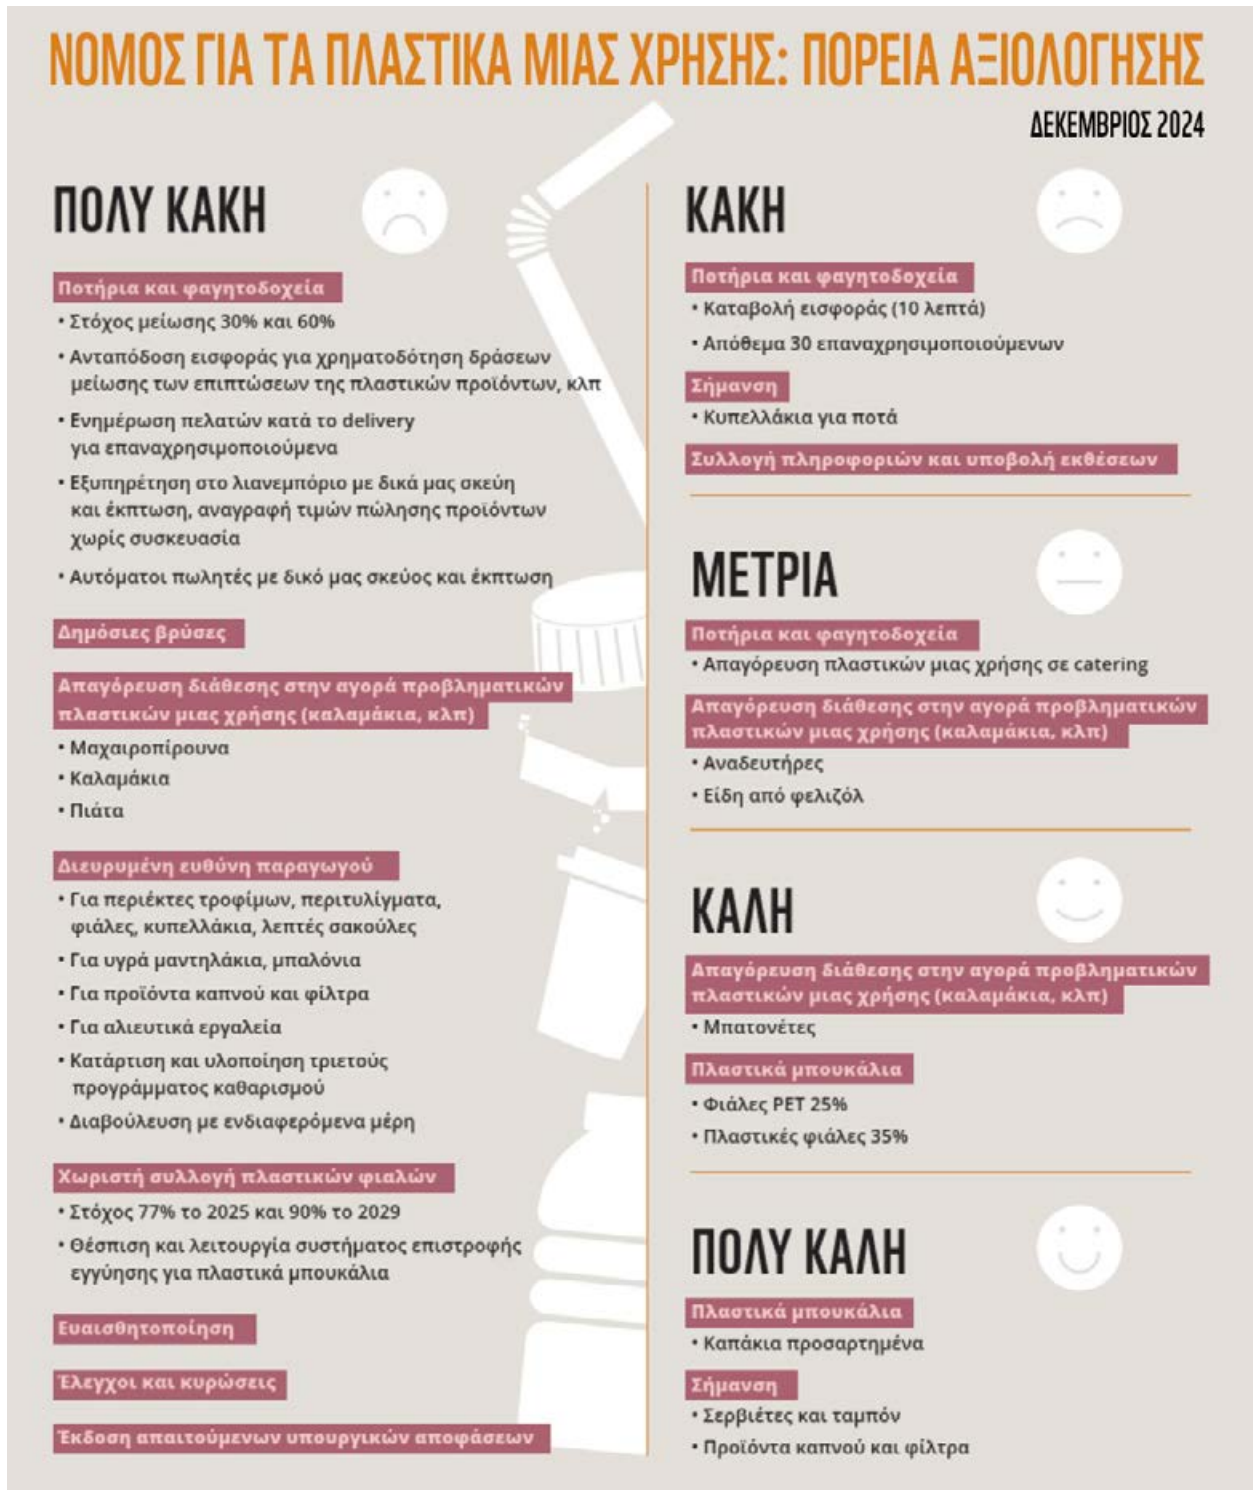 ΝΟΜΟΣ ΓΙΑ ΤΑ ΠΛΑΣΤΙΚΑ ΜΙΑΣ ΧΡΗΣΗΣ: ΠΟΡΕΙΑ ΑΞΙΟΛΟΓΗΣΗΣ
ΔΕΚΕΜΒΡΙΟΣ 2024
ΠΟΛΥ ΚΑΚΗ
Ποτήρια και φαγητοδοχεία
• Στόχος μείωσης 30% και 60%
• Ανταπόδοση εισφοράς για χρηματοδότηση δράσεων
μείωσης των επιπτώσεων της πλαστικών προϊόντων, κλπ
• Ενημέρωση πελατών κατά το delivery
για επαναχρησιμοποιούμενα
• Εξυπηρέτηση στο λιανεμπόριο με δικά μας σκεύη
και έκπτωση, αναγραφή τιμών πώλησης προϊόντων
χωρίς συσκευασία
• Αυτόματοι πωλητές με δικό μας σκεύος και έκπτωση
Δημόσιες βρύσες
Απαγόρευση διάθεσης στην αγορά προβληματικών
πλαστικών μιας χρήσης (καλαμάκια, κλπ)
• Μαχαιροπίρουνα
• Καλαμάκια
• Πιάτα
Διευρυμένη ευθύνη παραγωγού
• Για περιέκτες τροφίμων, περιτυλίγματα,
φιάλες, κυπελλάκια, λεπτές σακούλες
• Για υγρά μαντηλάκια, μπαλόνια
• Για προϊόντα καπνού και φίλτρα
• Για αλιευτικά εργαλεία
• Κατάρτιση και υλοποίηση τριετούς
προγράμματος καθαρισμού
• Διαβούλευση με ενδιαφερόμενα μέρη
Χωριστή συλλογή πλαστικών φιαλών
• Στόχος 77% το 2025 και 90% το 2029
• Θέσπιση και λειτουργία συστήματος επιστροφής
εγγύησης για πλαστικά μπουκάλια
Ευαισθητοποίηση
Έλεγχοι και κυρώσεις
Έκδοση απαιτούμενων υπουργικών αποφάσεων
ΚΑΚΗ
Ποτήρια και φαγητοδοχεία
• Καταβολή εισφοράς (10 λεπτά)
• Απόθεμα 30 επαναχρησιμοποιούμενων
Σήμανση
• Κυπελλάκια για ποτά
Συλλογή πληροφοριών και υποβολή εκθέσεων
ΜΕΤΡΙΑ
Ποτήρια και φαγητοδοχεία
• Απαγόρευση πλαστικών μιας χρήσης σε catering
Απαγόρευση διάθεσης στην αγορά προβληματικών
πλαστικών μιας χρήσης (καλαμάκια, κλπ)
• Αναδευτήρες
• Είδη από φελιζόλ
ΚΑΛΗ
Απαγόρευση διάθεσης στην αγορά προβληματικών
πλαστικών μιας χρήσης (καλαμάκια, κλπ)
• Μπατονέτες
Πλαστικά μπουκάλια
• Φιάλες PET 25%
• Πλαστικές φιάλες 35%
ΠΟΛΥ ΚΑΛΗ
Πλαστικά μπουκάλια
• Καπάκια προσαρτημένα
Σήμανση
• Σερβιέτες και ταμπόν
• Προϊόντα καπνού και φίλτρα